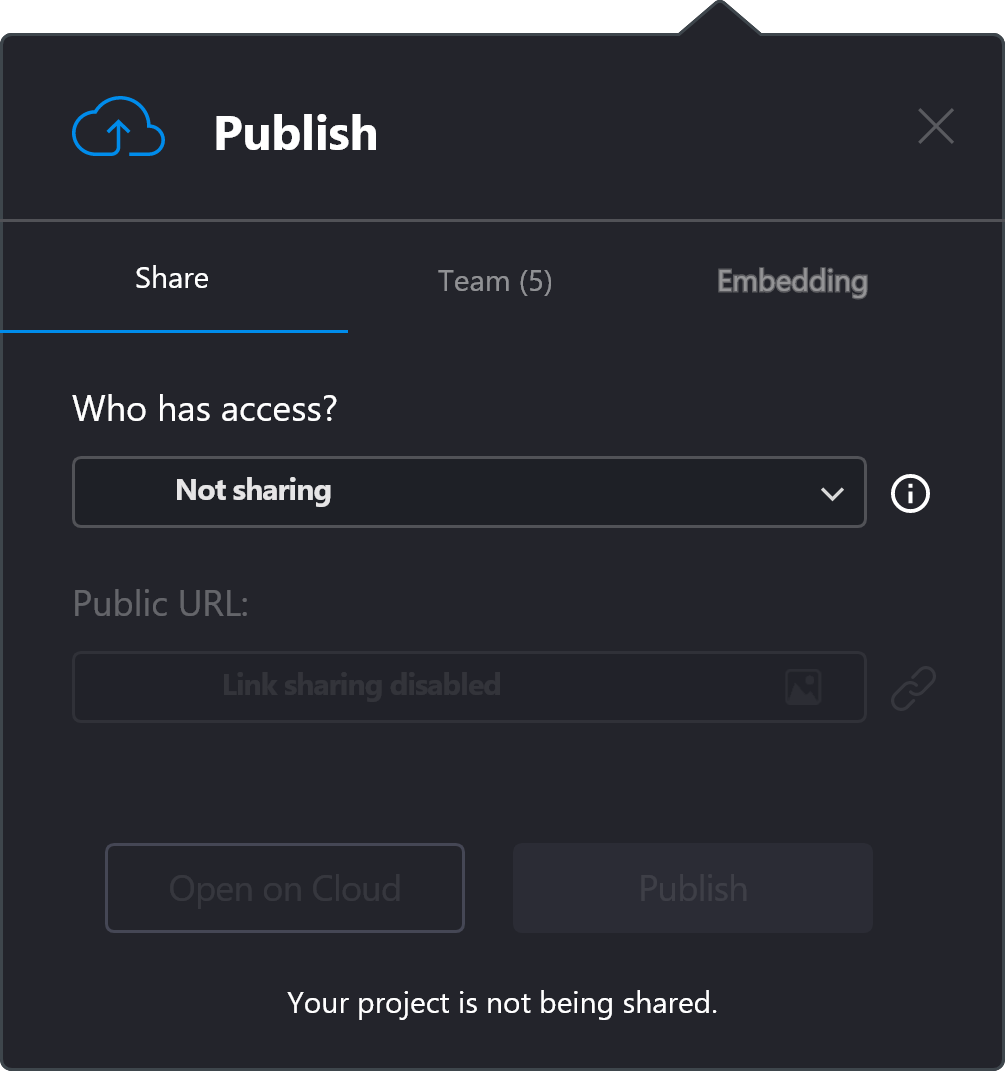 Publish
Share
Team (5)
Embedding
Who has access?
Not sharing
Public URL:
Link sharing disabled
Open on Cloud
Publish
Your project is not being shared.